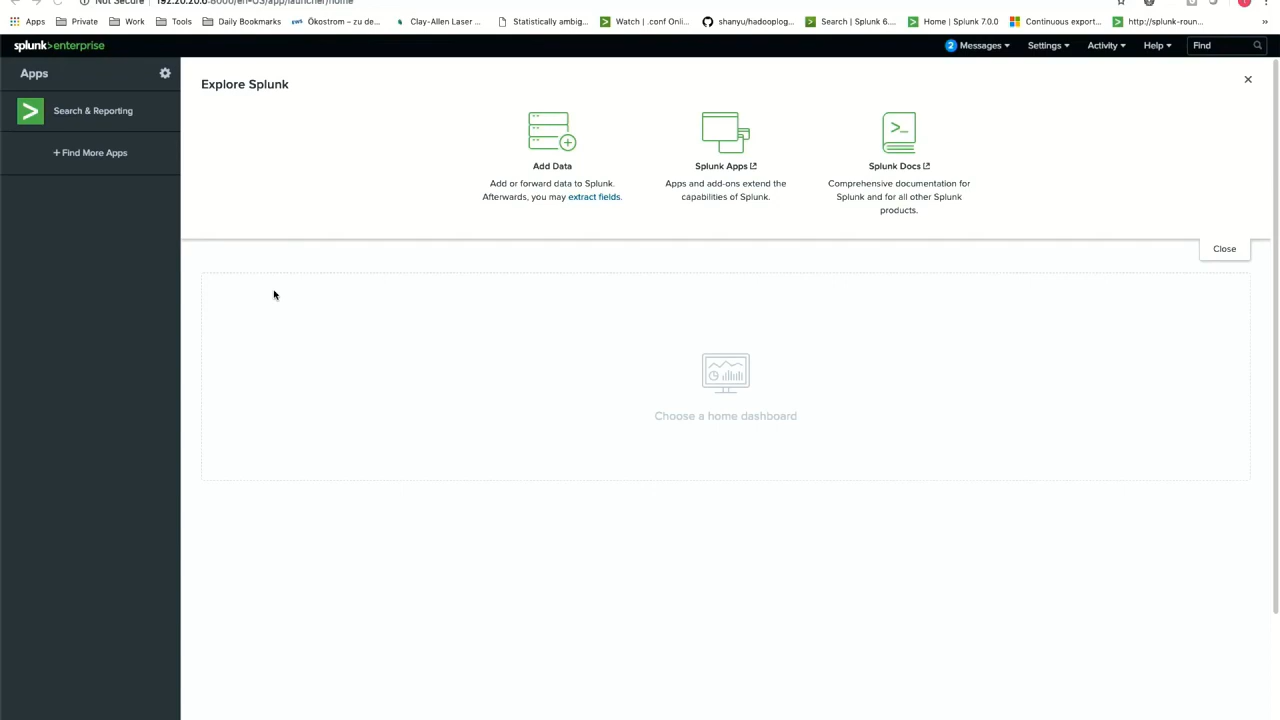 Not Secure 192.20.20.6:8000/en-US/app/launcher/home
Apps Private Work Tools Daily Bookmarks Ökostrom – zu de... Clay-Allen Laser ... Statistically ambig... Watch | .conf Onli... shanyu/hadooplog... Search | Splunk 6.... Home | Splunk 7.0.0 Continuous export... http://splunk-roun... »
splunk>enterprise 2 Messages Settings Activity Help Find
Apps
Search & Reporting
+ Find More Apps
Explore Splunk
Add Data
Add or forward data to Splunk.
Afterwards, you may extract fields.
Splunk Apps
Apps and add-ons extend the
capabilities of Splunk.
Splunk Docs
Comprehensive documentation for
Splunk and for all other Splunk
products.
Close
Choose a home dashboard